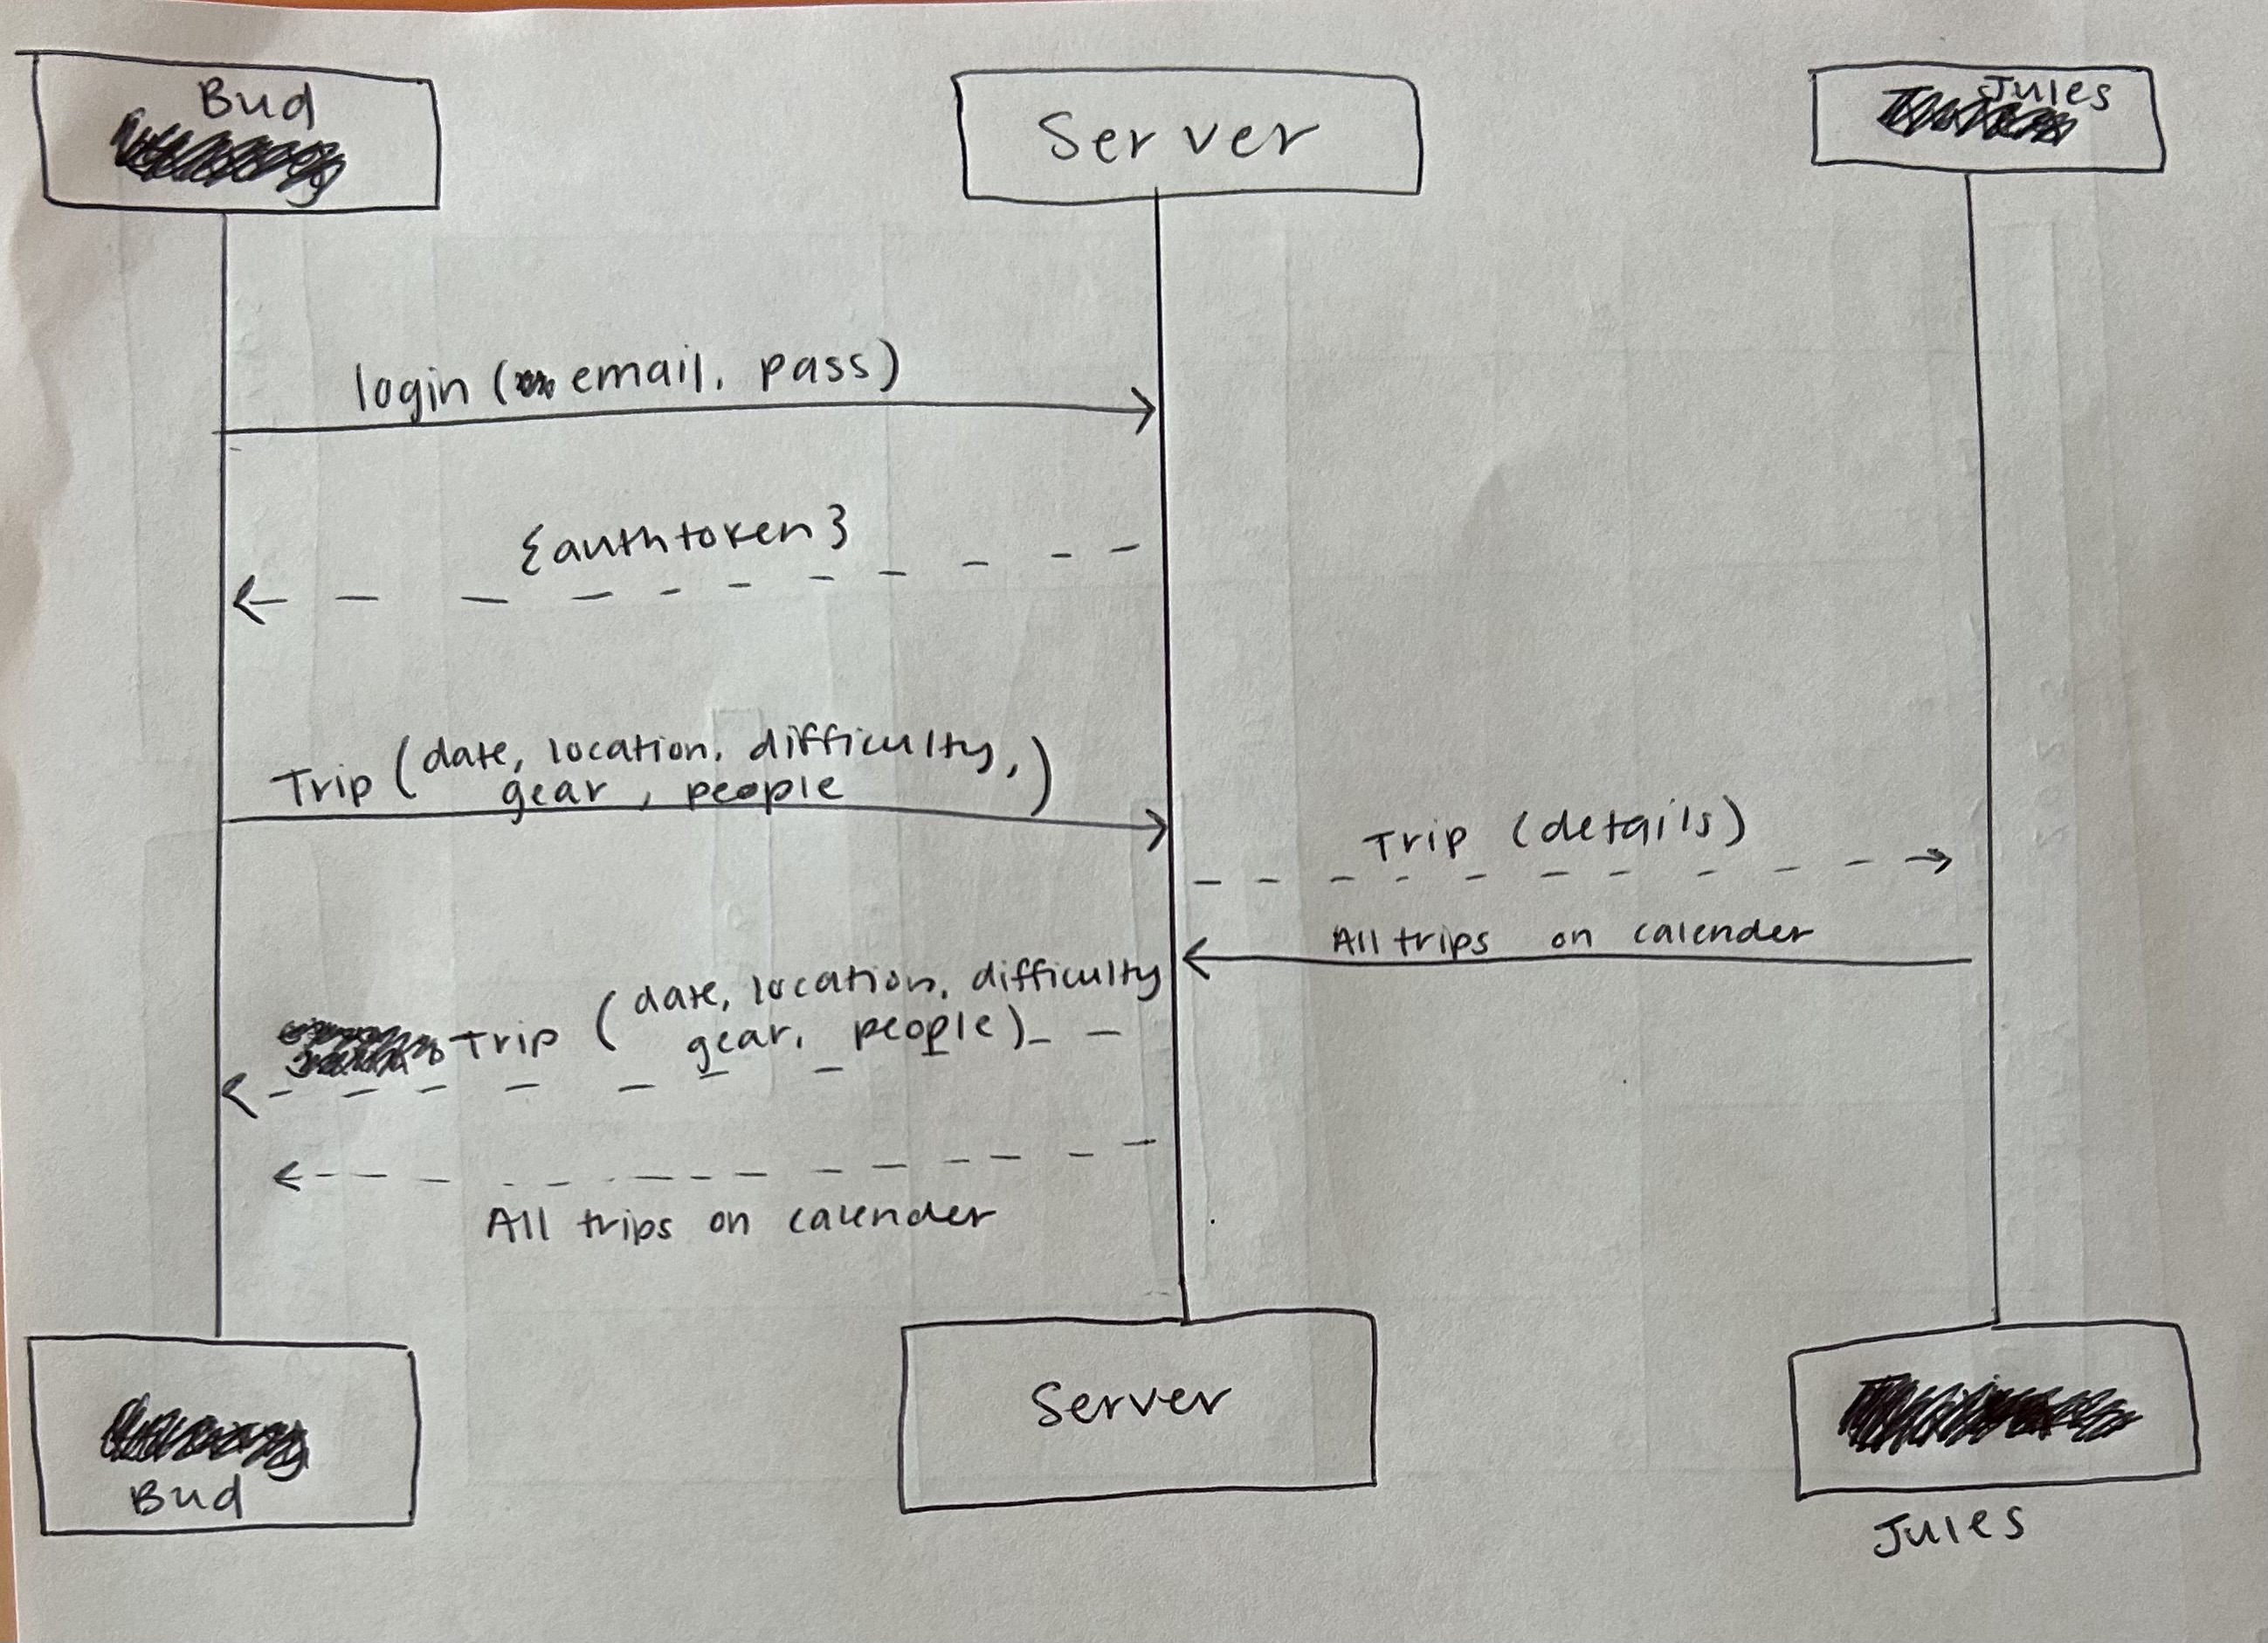 Bud
Server
Jules
login (email, pass)
{authtoken}
Trip (date, location, difficulty,
gear, people)
Trip (details)
All trips on calender
Trip (date, location, difficulty
gear, people)
All trips on calender
Bud
Server
Jules